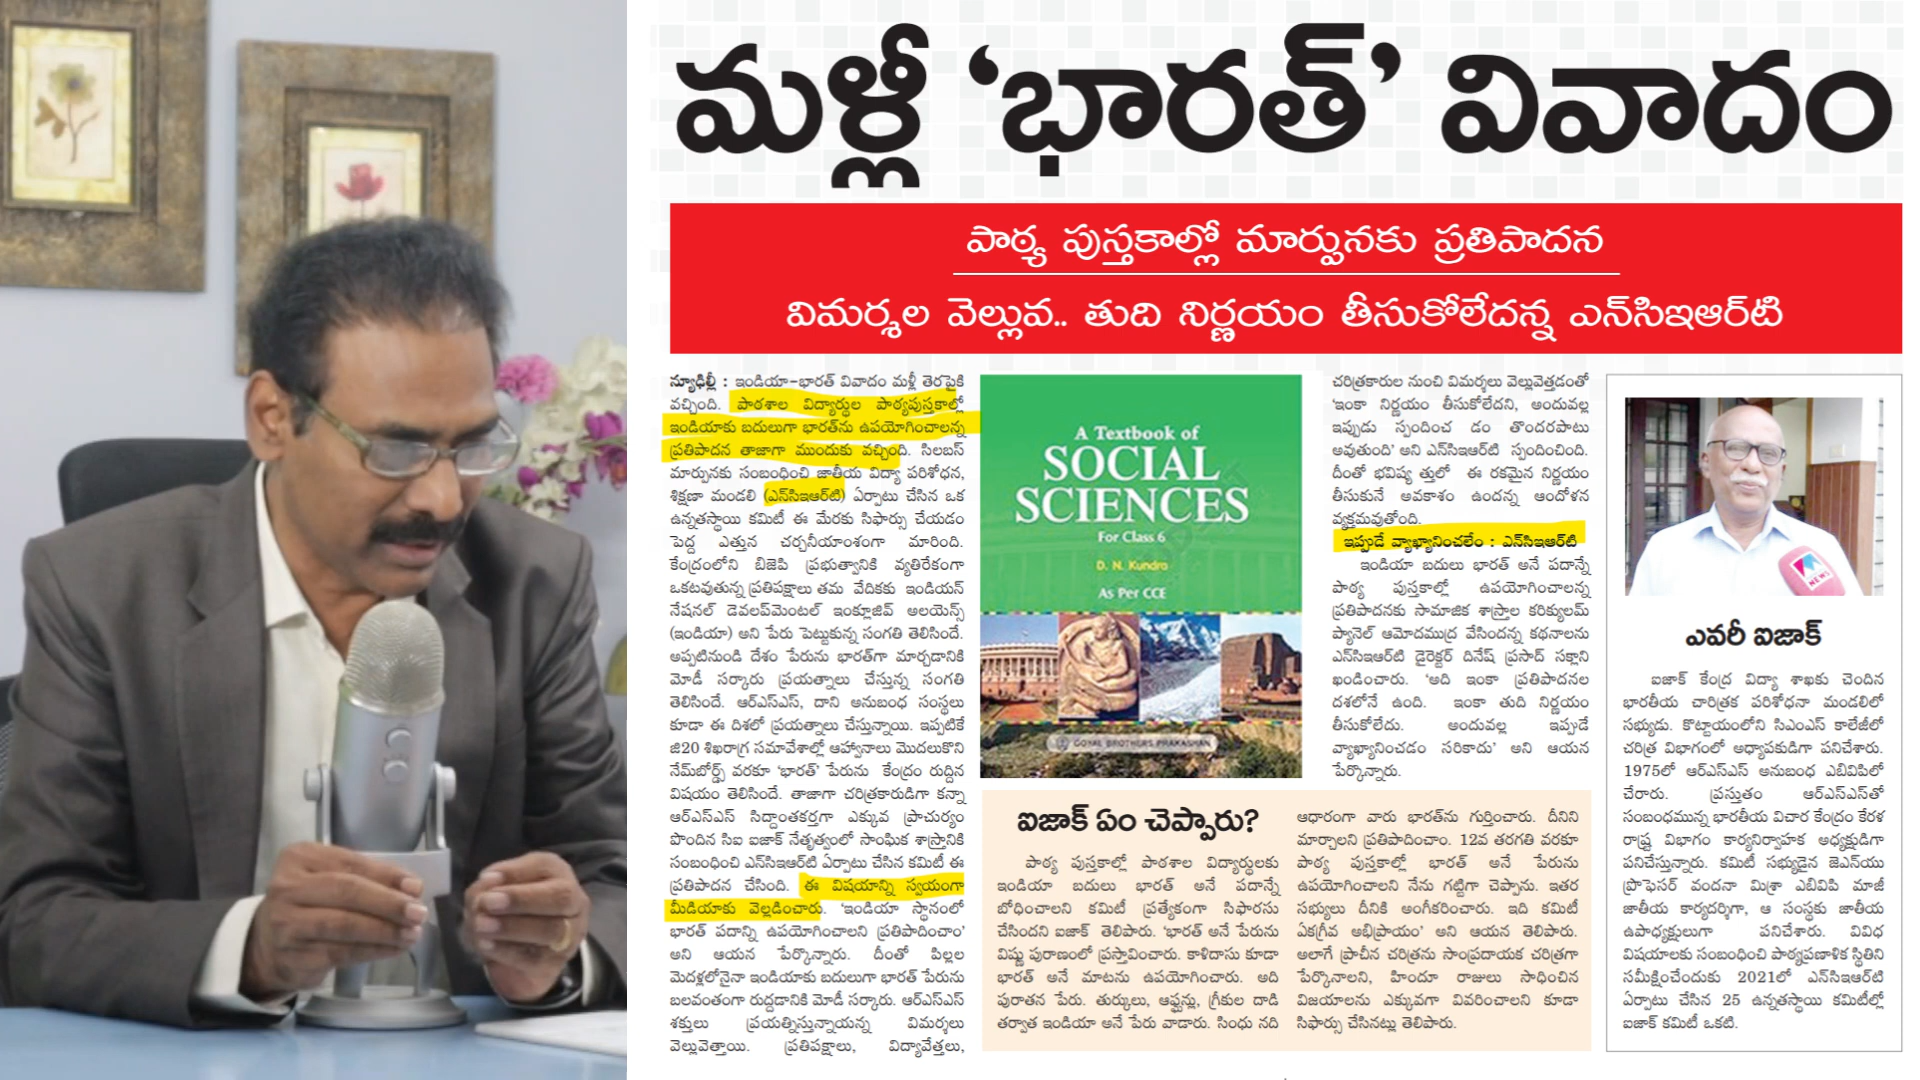 మళ్లీ ‘భారత్’ వివాదం
పాఠ్య పుస్తకాల్లో మార్పునకు ప్రతిపాదన
విమర్శల వెల్లువ.. తుది నిర్ణయం తీసుకోలేదన్న ఎన్‌సిఇఆర్‌టి
న్యూఢిల్లీ : ఇండియా-భారత్ వివాదం మళ్లీ తెరపైకి
వచ్చింది. పాఠశాల విద్యార్థుల పాఠ్యపుస్తకాల్లో
ఇండియాకు బదులుగా భారత్‌ను ఉపయోగించాలన్న
ప్రతిపాదన తాజాగా ముందుకు వచ్చింది. సిలబస్
మార్పునకు సంబంధించి జాతీయ విద్యా పరిశోధన,
శిక్షణా మండలి (ఎన్‌సిఇఆర్‌టి) ఏర్పాటు చేసిన ఒక
ఉన్నతస్థాయి కమిటీ ఈ మేరకు సిఫార్సు చేయడం
పెద్ద ఎత్తున చర్చనీయాంశంగా మారింది.
కేంద్రంలోని బిజెపి ప్రభుత్వానికి వ్యతిరేకంగా
ఒకటవుతున్న ప్రతిపక్షాలు తమ వేదికకు ఇండియన్
నేషనల్ డెవలప్‌మెంటల్ ఇంక్లూజివ్ అలయెన్స్
(ఇండియా) అని పేరు పెట్టుకున్న సంగతి తెలిసిందే.
అప్పటినుండి దేశం పేరును భారత్‌గా మార్చడానికి
మోడీ సర్కారు ప్రయత్నాలు చేస్తున్న సంగతి
తెలిసిందే. ఆర్‌ఎస్‌ఎస్, దాని అనుబంధ సంస్థలు
కూడా ఈ దిశలో ప్రయత్నాలు చేస్తున్నాయి. ఇప్పటికే
జి20 శిఖరాగ్ర సమావేశాల్లో ఆహ్వానాలు మొదలుకొని
నేమ్‌బోర్డ్స్ వరకూ ‘భారత్’ పేరును కేంద్రం రుద్దిన
విషయం తెలిసిందే. తాజాగా చరిత్రకారుడిగా కన్నా
ఆర్‌ఎస్‌ఎస్ సిద్దాంతకర్తగా ఎక్కువ ప్రాచుర్యం
పొందిన సిఐ ఐజాక్ నేతృత్వంలో సాంఘిక శాస్త్రానికి
సంబంధించి ఎన్‌సిఇఆర్‌టి ఏర్పాటు చేసిన కమిటీ ఈ
ప్రతిపాదన చేసింది. ఈ విషయాన్ని స్వయంగా
మీడియాకు వెల్లడించారు. ‘ఇండియా స్థానంలో
భారత్ పదాన్ని ఉపయోగించాలని ప్రతిపాదించాం’
అని ఆయన పేర్కొన్నారు. దీంతో పిల్లల
మెదళ్లలోనైనా ఇండియాకు బదులుగా భారత్ పేరును
బలవంతంగా రుద్దడానికి మోడీ సర్కారు. ఆర్‌ఎస్‌ఎస్
శక్తులు ప్రయత్నిస్తున్నాయన్న విమర్శలు
వెల్లువెత్తాయి. ప్రతిపక్షాలు, విద్యావేత్తలు,
A Textbook of
SOCIAL
SCIENCES
For Class 6
D. N. Kundra
As Per CCE
GOYAL BROTHERS PRAKASHAN
చరిత్రకారుల నుంచి విమర్శలు వెల్లువెత్తడంతో
‘ఇంకా నిర్ణయం తీసుకోలేదని, అందువల్ల
ఇప్పుడు స్పందించ డం తొందరపాటు
అవుతుంది’ అని ఎన్‌సిఇఆర్‌టి స్పందించింది.
దీంతో భవిష్య త్తులో ఈ రకమైన నిర్ణయం
తీసుకునే అవకాశం ఉందన్న ఆందోళన
వ్యక్తమవుతోంది.
ఇప్పుడే వ్యాఖ్యానించలేం : ఎన్‌సిఇఆర్‌టి
ఇండియా బదులు భారత్ అనే పదాన్నే
పాఠ్య పుస్తకాల్లో ఉపయోగించాలన్న
ప్రతిపాదనకు సామాజిక శాస్త్రాల కరిక్యులమ్
ప్యానెల్ ఆమోదముద్ర వేసిందన్న కథనాలను
ఎన్‌సిఇఆర్‌టి డైరెక్టర్ దినేష్ ప్రసాద్ సక్లాని
ఖండించారు. ‘అది ఇంకా ప్రతిపాదనల
దశలోనే ఉంది. ఇంకా తుది నిర్ణయం
తీసుకోలేదు. అందువల్ల ఇప్పుడే
వ్యాఖ్యానించడం సరికాదు’ అని ఆయన
పేర్కొన్నారు.
ఐజాక్ ఏం చెప్పారు?
పాఠ్య పుస్తకాల్లో పాఠశాల విద్యార్థులకు
ఇండియా బదులు భారత్ అనే పదాన్నే
బోధించాలని కమిటీ ప్రత్యేకంగా సిఫారసు
చేసిందని ఐజాక్ తెలిపారు. ‘భారత్ అనే పేరును
విష్ణు పురాణంలో ప్రస్తావించారు. కాళిదాసు కూడా
భారత్ అనే మాటను ఉపయోగించారు. అది
పురాతన పేరు. తుర్కులు, ఆఫ్ఘన్లు, గ్రీకుల దాడి
తర్వాత ఇండియా అనే పేరు వాడారు. సింధు నది
ఆధారంగా వారు భారత్‌ను గుర్తించారు. దీనిని
మార్చాలని ప్రతిపాదించాం. 12వ తరగతి వరకూ
పాఠ్య పుస్తకాల్లో భారత్ అనే పేరును
ఉపయోగించాలని నేను గట్టిగా చెప్పాను. ఇతర
సభ్యులు దీనికి అంగీకరించారు. ఇది కమిటీ
ఏకగ్రీవ అభిప్రాయం’ అని ఆయన తెలిపారు.
అలాగే ప్రాచీన చరిత్రను సాంప్రదాయక చరిత్రగా
పేర్కొనాలని, హిందూ రాజులు సాధించిన
విజయాలను ఎక్కువగా వివరించాలని కూడా
సిఫార్సు చేసినట్లు తెలిపారు.
NEWS
ఎవరీ ఐజాక్
ఐజాక్ కేంద్ర విద్యా శాఖకు చెందిన
భారతీయ చారిత్రక పరిశోధనా మండలిలో
సభ్యుడు. కొట్టాయంలోని సిఎంఎస్ కాలేజీలో
చరిత్ర విభాగంలో అధ్యాపకుడిగా పనిచేశారు.
1975లో ఆర్‌ఎస్‌ఎస్ అనుబంధ ఎబివిపిలో
చేరారు. ప్రస్తుతం ఆర్‌ఎస్‌ఎస్‌తో
సంబంధమున్న భారతీయ విచార కేంద్రం కేరళ
రాష్ట్ర విభాగం కార్యనిర్వాహక అధ్యక్షుడిగా
పనిచేస్తున్నారు. కమిటీ సభ్యుడైన జెఎన్‌యు
ప్రొఫెసర్ వందనా మిశ్రా ఎబివిపి మాజీ
జాతీయ కార్యదర్శిగా, ఆ సంస్థకు జాతీయ
ఉపాధ్యక్షులుగా పనిచేశారు. వివిధ
విషయాలకు సంబంధించి పాఠ్యప్రణాళిక స్థితిని
సమీక్షించేందుకు 2021లో ఎన్‌సిఇఆర్‌టి
ఏర్పాటు చేసిన 25 ఉన్నతస్థాయి కమిటీల్లో
ఐజాక్ కమిటీ ఒకటి.